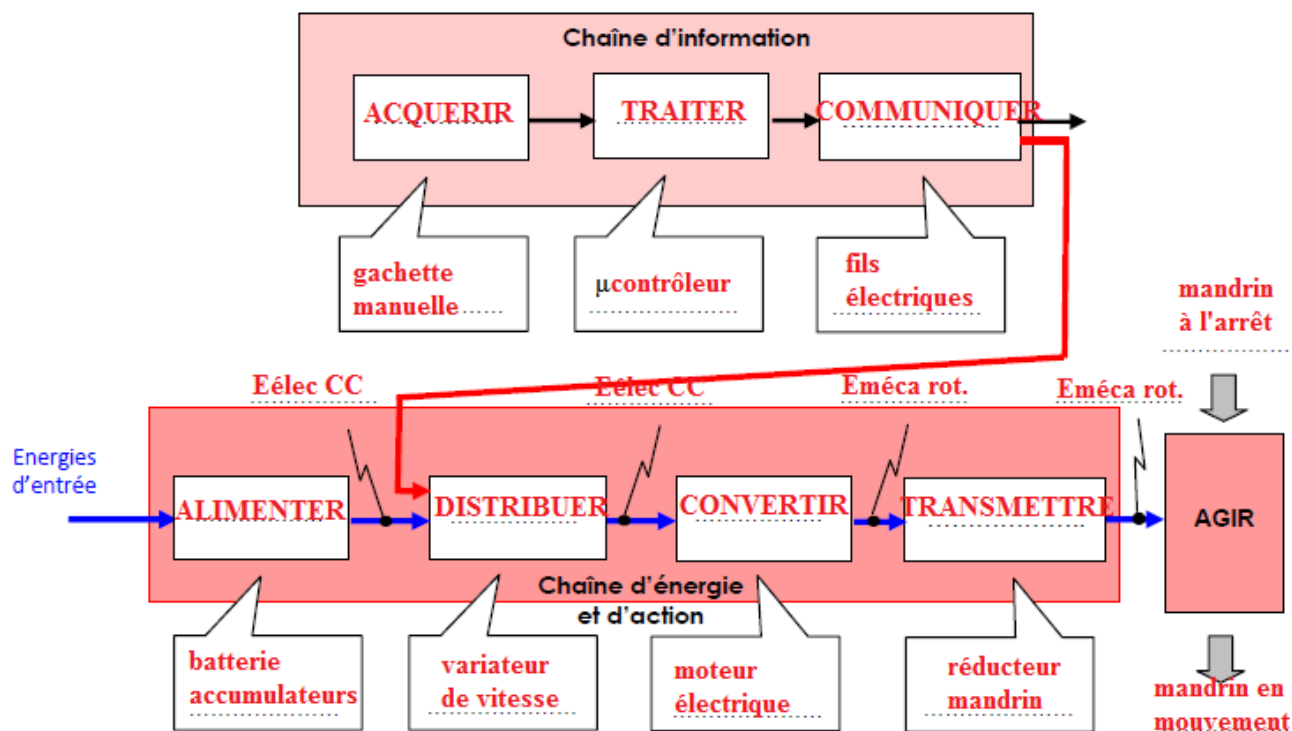 Chaîne d'information
ACQUERIR
TRAITER
COMMUNIQUER
gachette
manuelle
µcontrôleur
fils
électriques
mandrin
à l'arrêt
Eélec CC
Eélec CC
Eméca rot.
Eméca rot.
Energies
d'entrée
ALIMENTER
DISTRIBUER
CONVERTIR
TRANSMETTRE
AGIR
Chaîne d'énergie
et d'action
batterie
accumulateurs
variateur
de vitesse
moteur
électrique
réducteur
mandrin
mandrin en
mouvement